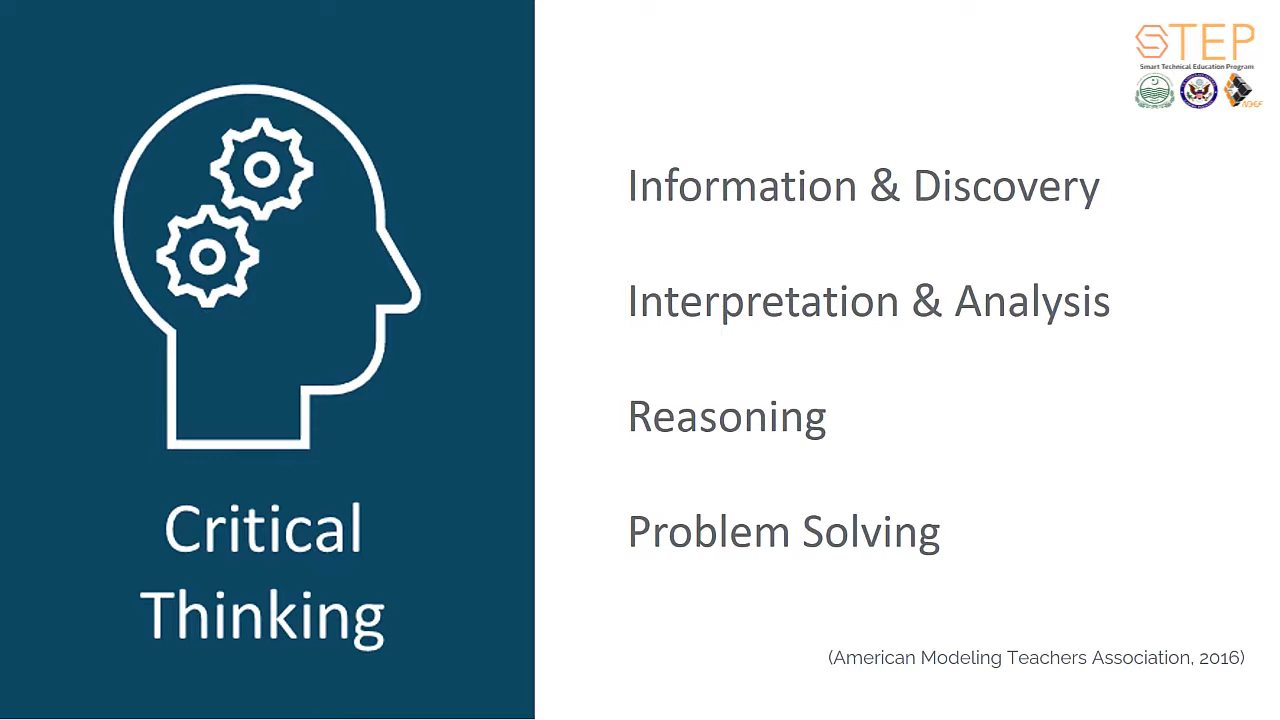 STEP
Smart Technical Education Program
Information & Discovery
Interpretation & Analysis
Reasoning
Problem Solving
Critical
Thinking
(American Modeling Teachers Association, 2016)